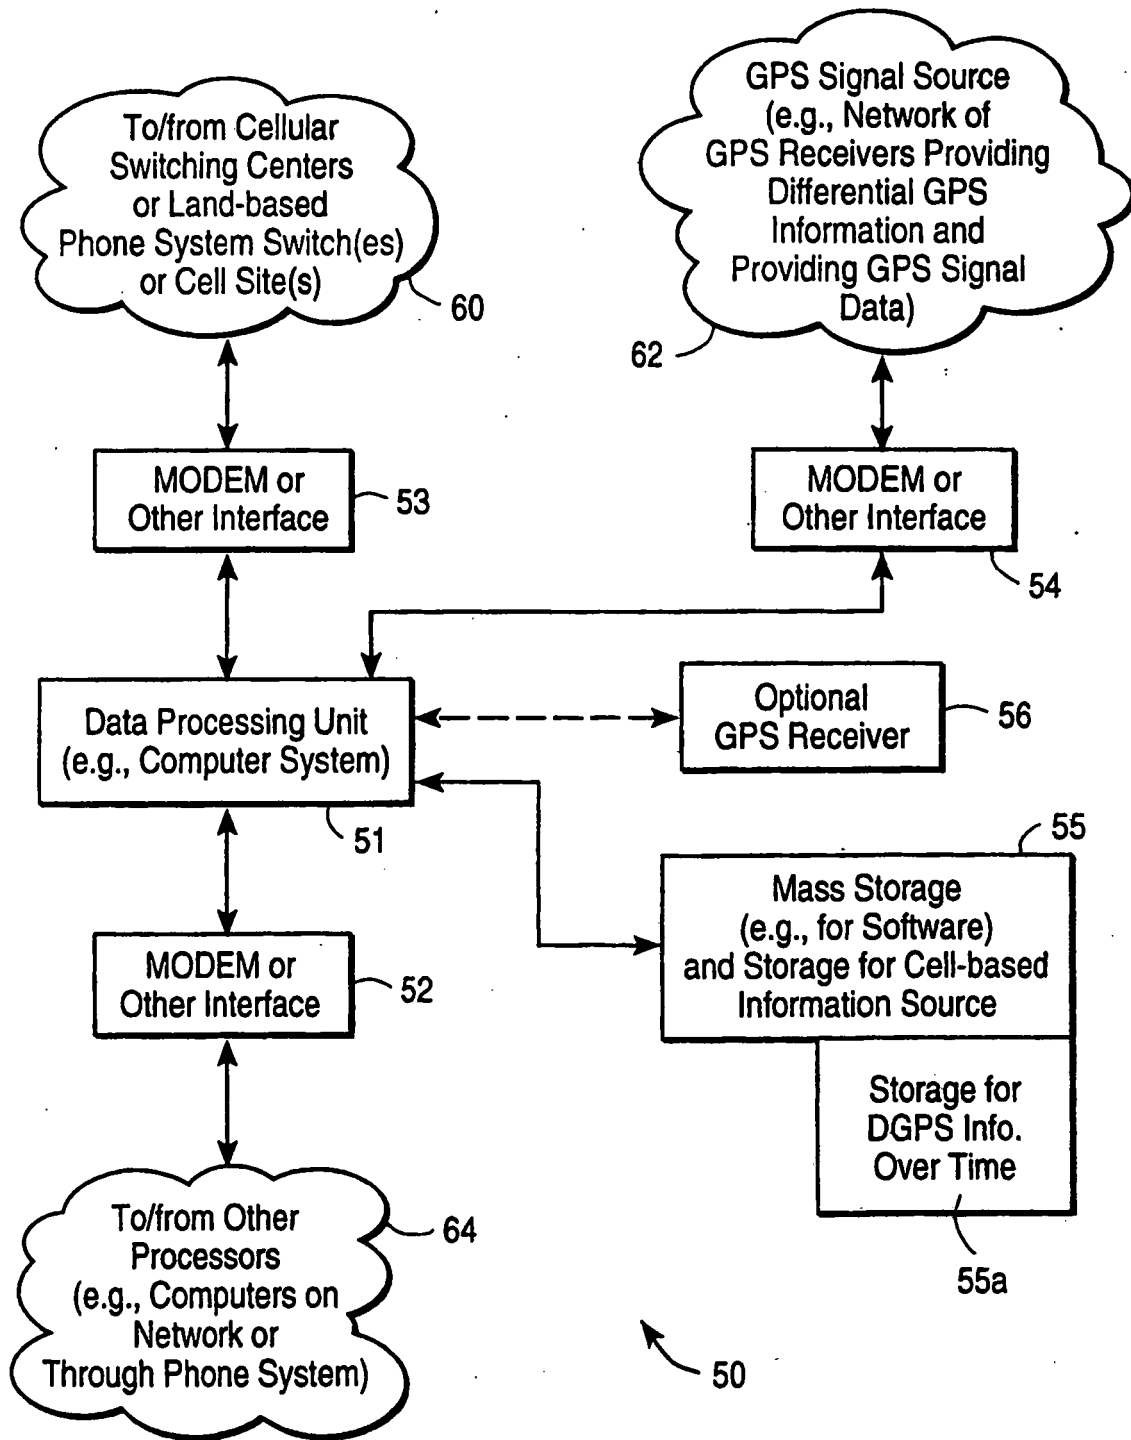 To/from Cellular
Switching Centers
or Land-based
Phone System Switch(es)
or Cell Site(s)
60
GPS Signal Source
(e.g., Network of
GPS Receivers Providing
Differential GPS
Information and
Providing GPS Signal
Data)
62
MODEM or
Other Interface
53
MODEM or
Other Interface
54
Data Processing Unit
(e.g., Computer System)
51
Optional
GPS Receiver
56
55
Mass Storage
(e.g., for Software)
and Storage for Cell-based
Information Source
MODEM or
Other Interface
52
Storage for
DGPS Info.
Over Time
55a
To/from Other
Processors
(e.g., Computers on
Network or
Through Phone System)
64
50